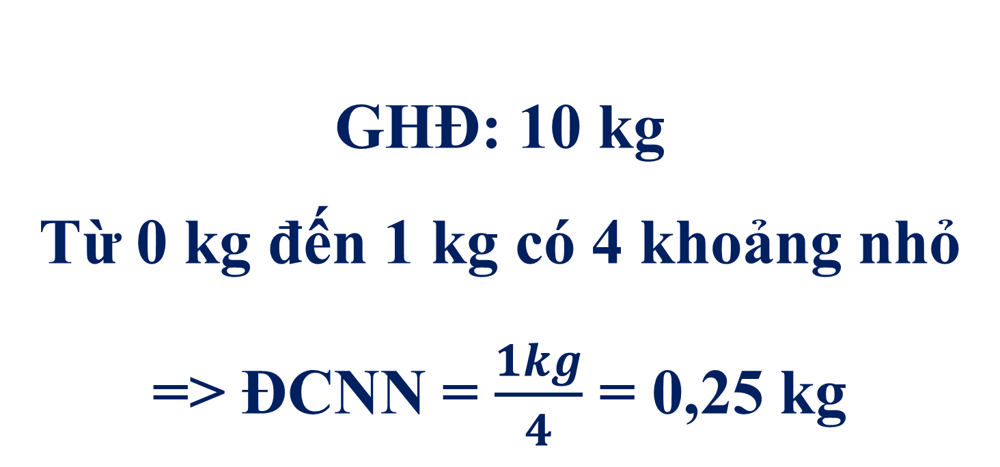 GHĐ: 10 kg
Từ 0 kg đến 1 kg có 4 khoảng nhỏ
=> ĐCNN = 1kg/4 = 0,25 kg